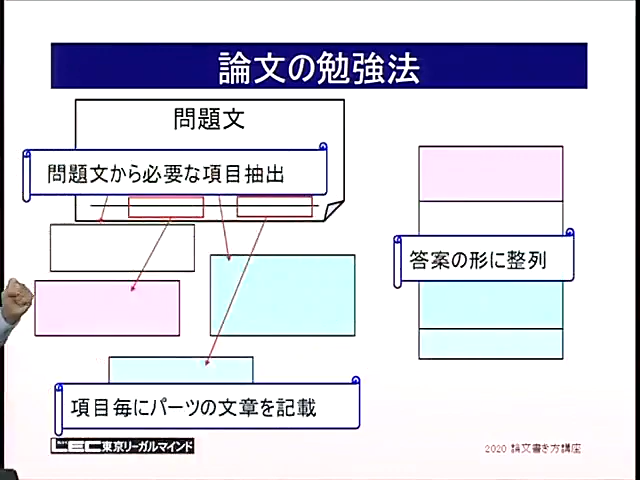 論文の勉強法
問題文
問題文から必要な項目抽出
答案の形に整列
項目毎にパーツの文章を記載
LEC東京リーガルマインド
2020 論文書き方講座